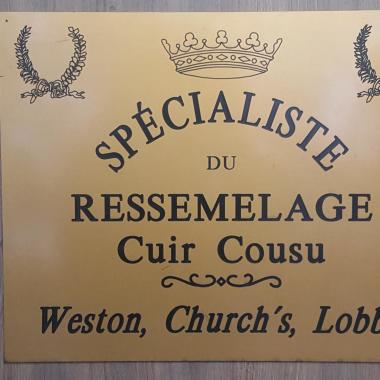 SPÉCIALISTE
DU
RESSEMELAGE
Cuir Cousu
Weston, Church's, Lobb